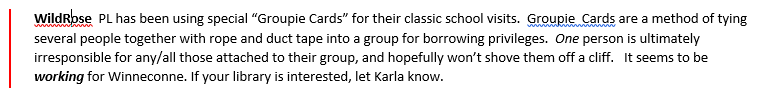 WildRose  PL has been using special “Groupie Cards” for their classic school visits.  Groupie  Cards are a method of tying
several people together with rope and duct tape into a group for borrowing privileges.  One person is ultimately
irresponsible for any/all those attached to their group, and hopefully won’t shove them off a cliff.   It seems to be
working for Winneconne. If your library is interested, let Karla know.